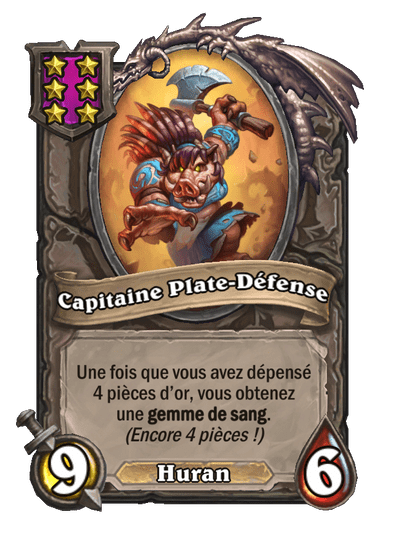 Capitaine Plate-Défense
Une fois que vous avez dépensé
4 pièces d'or, vous obtenez
une gemme de sang.
(Encore 4 pièces !)
9
Huran
6